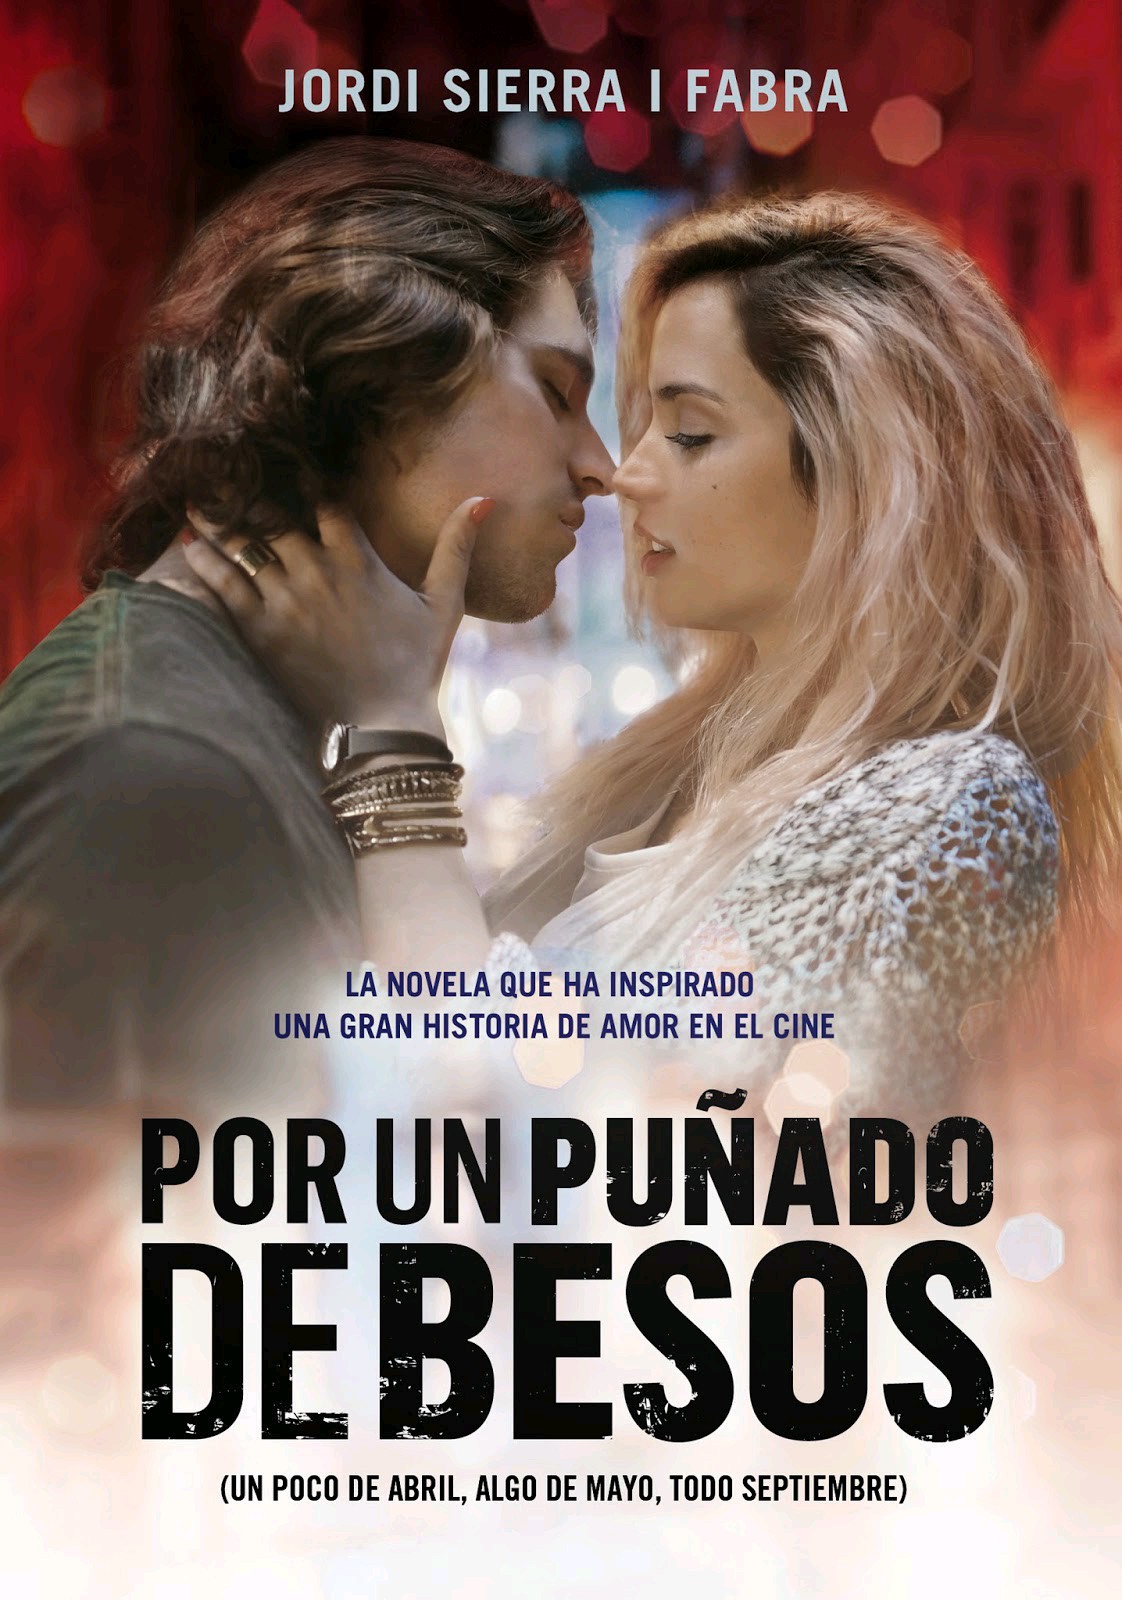 JORDI SIERRA I FABRA
LA NOVELA QUE HA INSPIRADO
UNA GRAN HISTORIA DE AMOR EN EL CINE
POR UN PUÑADO
DE BESOS
(UN POCO DE ABRIL, ALGO DE MAYO, TODO SEPTIEMBRE)